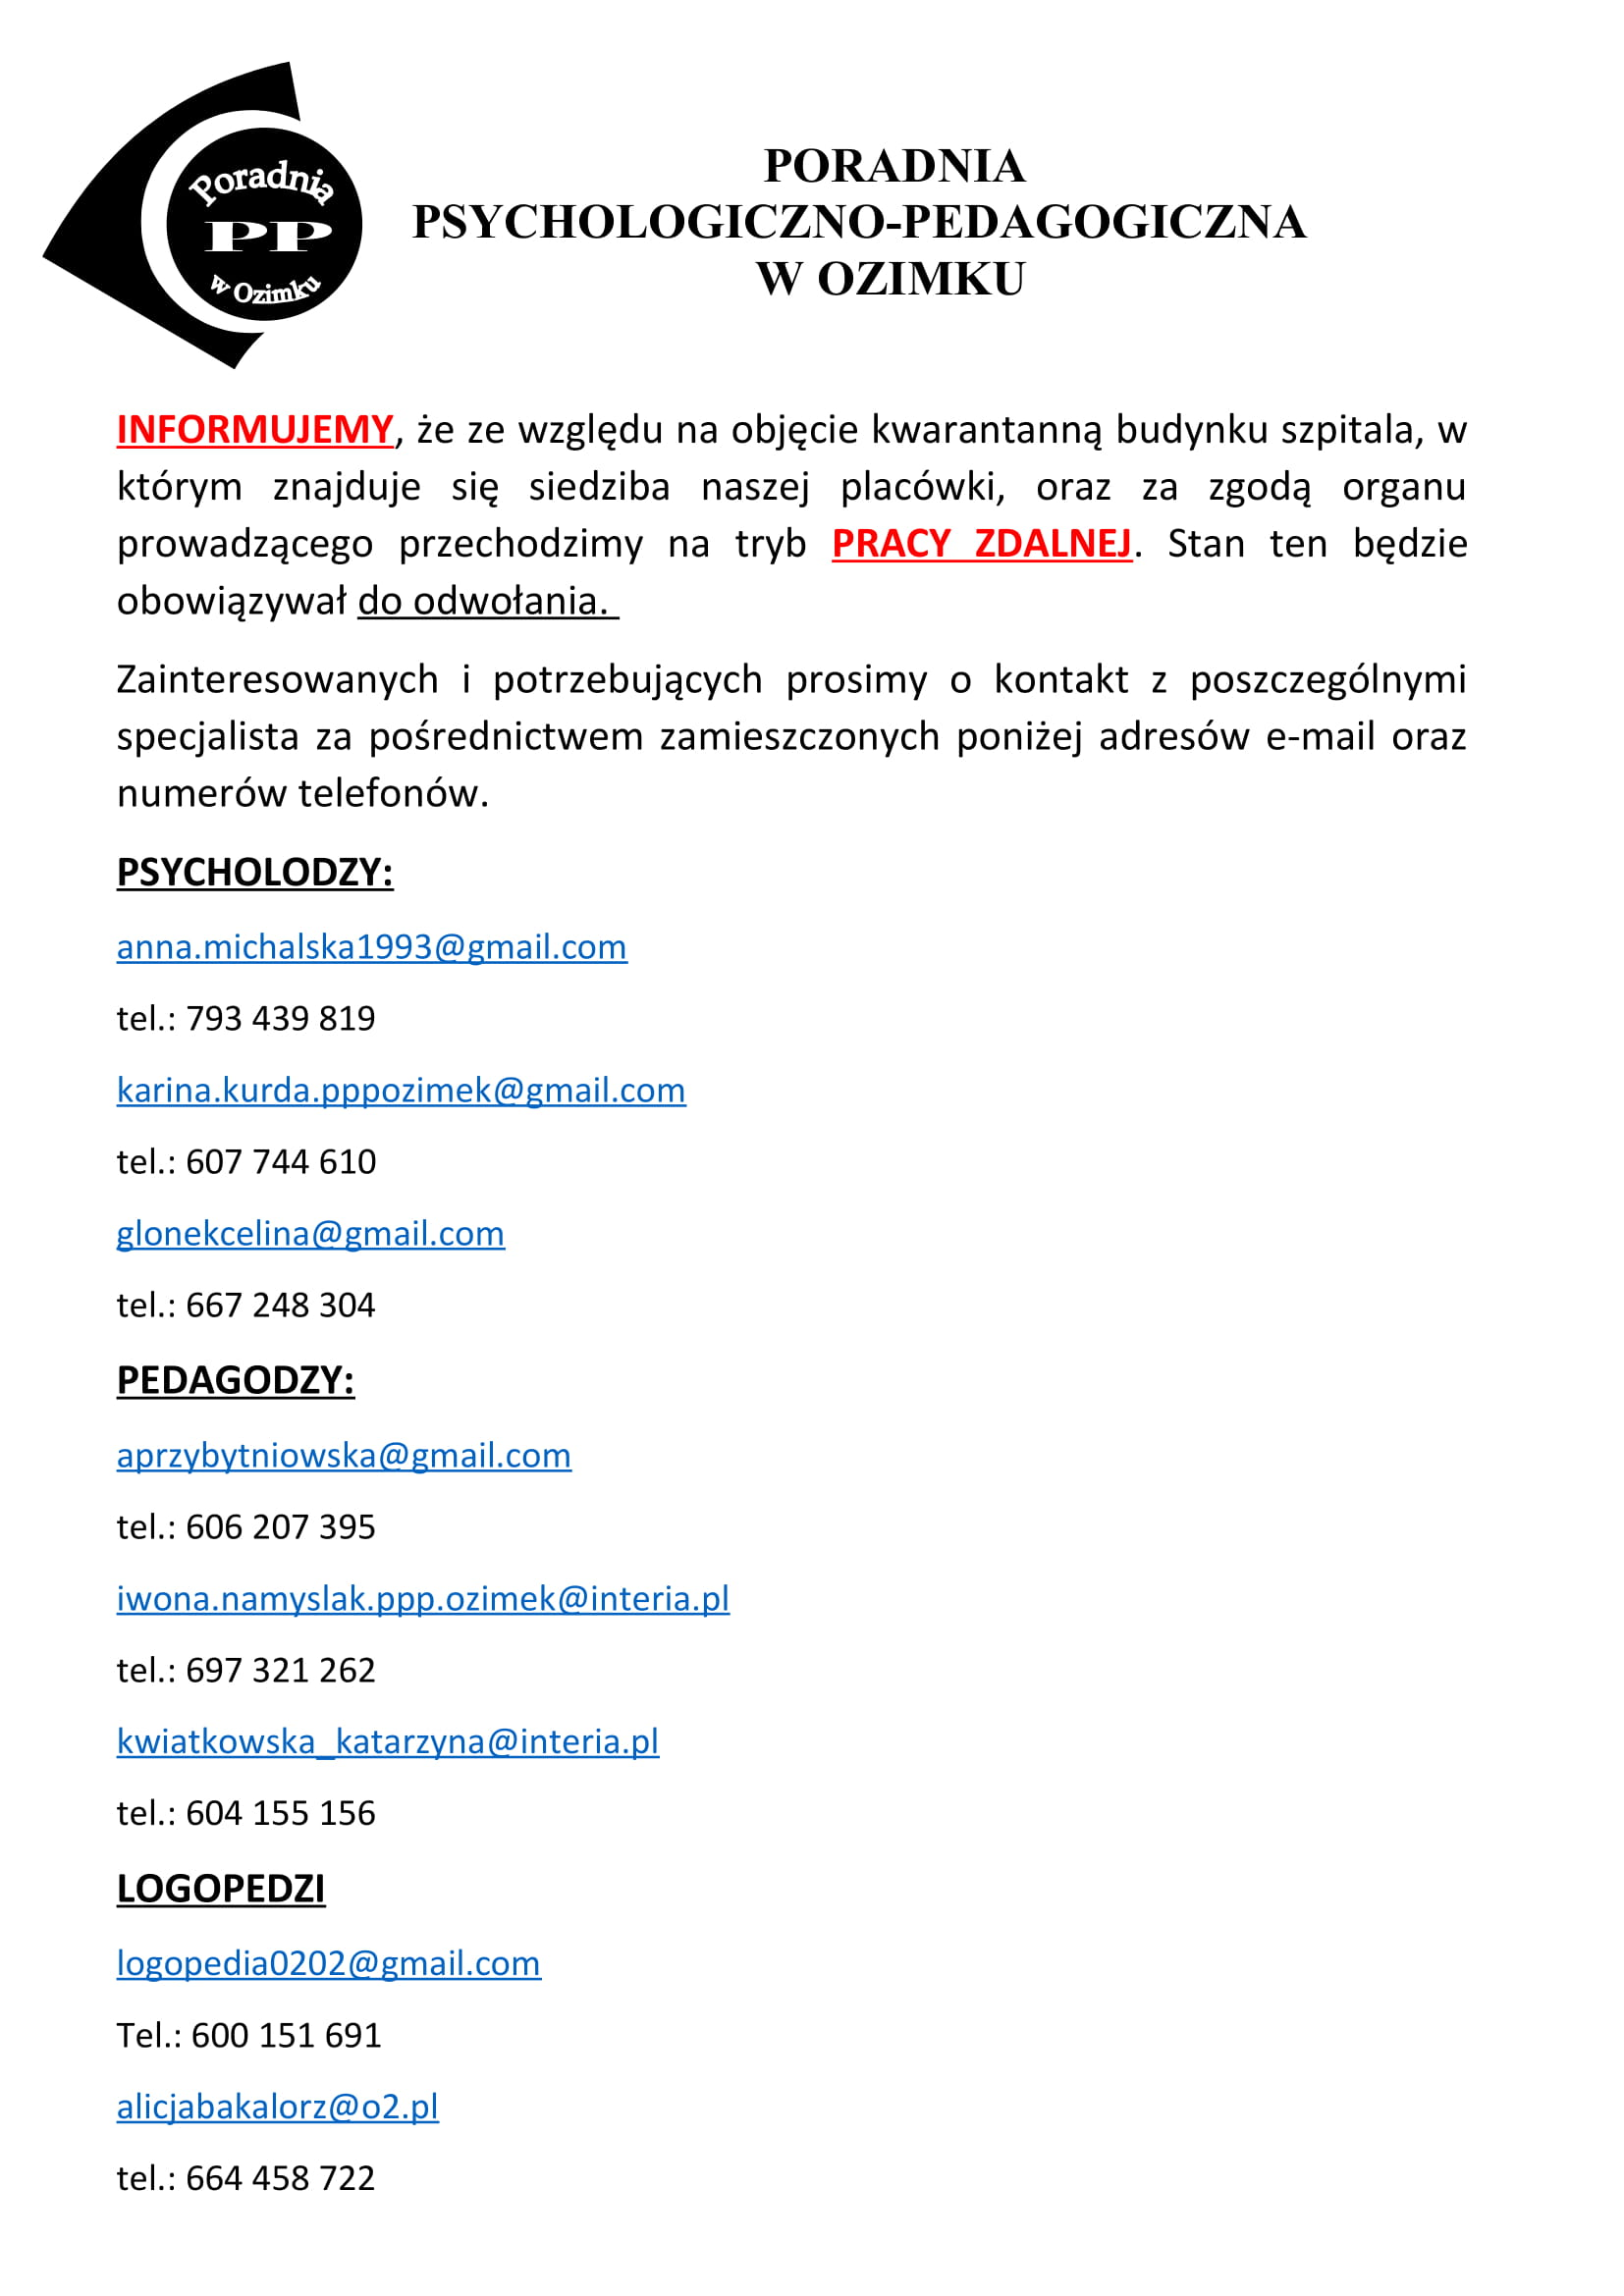 Poradnia
PP
w Ozimku
PORADNIA
PSYCHOLOGICZNO-PEDAGOGICZNA
W OZIMKU
INFORMUJEMY, że ze względu na objęcie kwarantanną budynku szpitala, w
którym znajduje się siedziba naszej placówki, oraz za zgodą organu
prowadzącego przechodzimy na tryb PRACY ZDALNEJ. Stan ten będzie
obowiązywał do odwołania.
Zainteresowanych i potrzebujących prosimy o kontakt z poszczególnymi
specjalista za pośrednictwem zamieszczonych poniżej adresów e-mail oraz
numerów telefonów.
PSYCHOLODZY:
anna.michalska1993@gmail.com
tel.: 793 439 819
karina.kurda.pppozimek@gmail.com
tel.: 607 744 610
glonekcelina@gmail.com
tel.: 667 248 304
PEDAGODZY:
aprzybytniowska@gmail.com
tel.: 606 207 395
iwona.namyslak.ppp.ozimek@interia.pl
tel.: 697 321 262
kwiatkowska_katarzyna@interia.pl
tel.: 604 155 156
LOGOPEDZI
logopedia0202@gmail.com
Tel.: 600 151 691
alicjabakalorz@o2.pl
tel.: 664 458 722